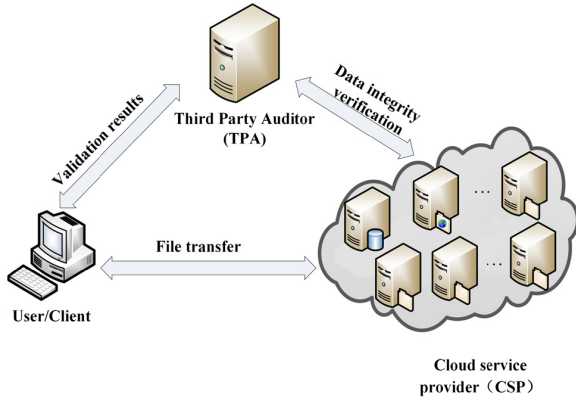 Third Party Auditor
(TPA)
Validation results
Data integrity
verification
File transfer
User/Client
...
...
Cloud service
provider（CSP）